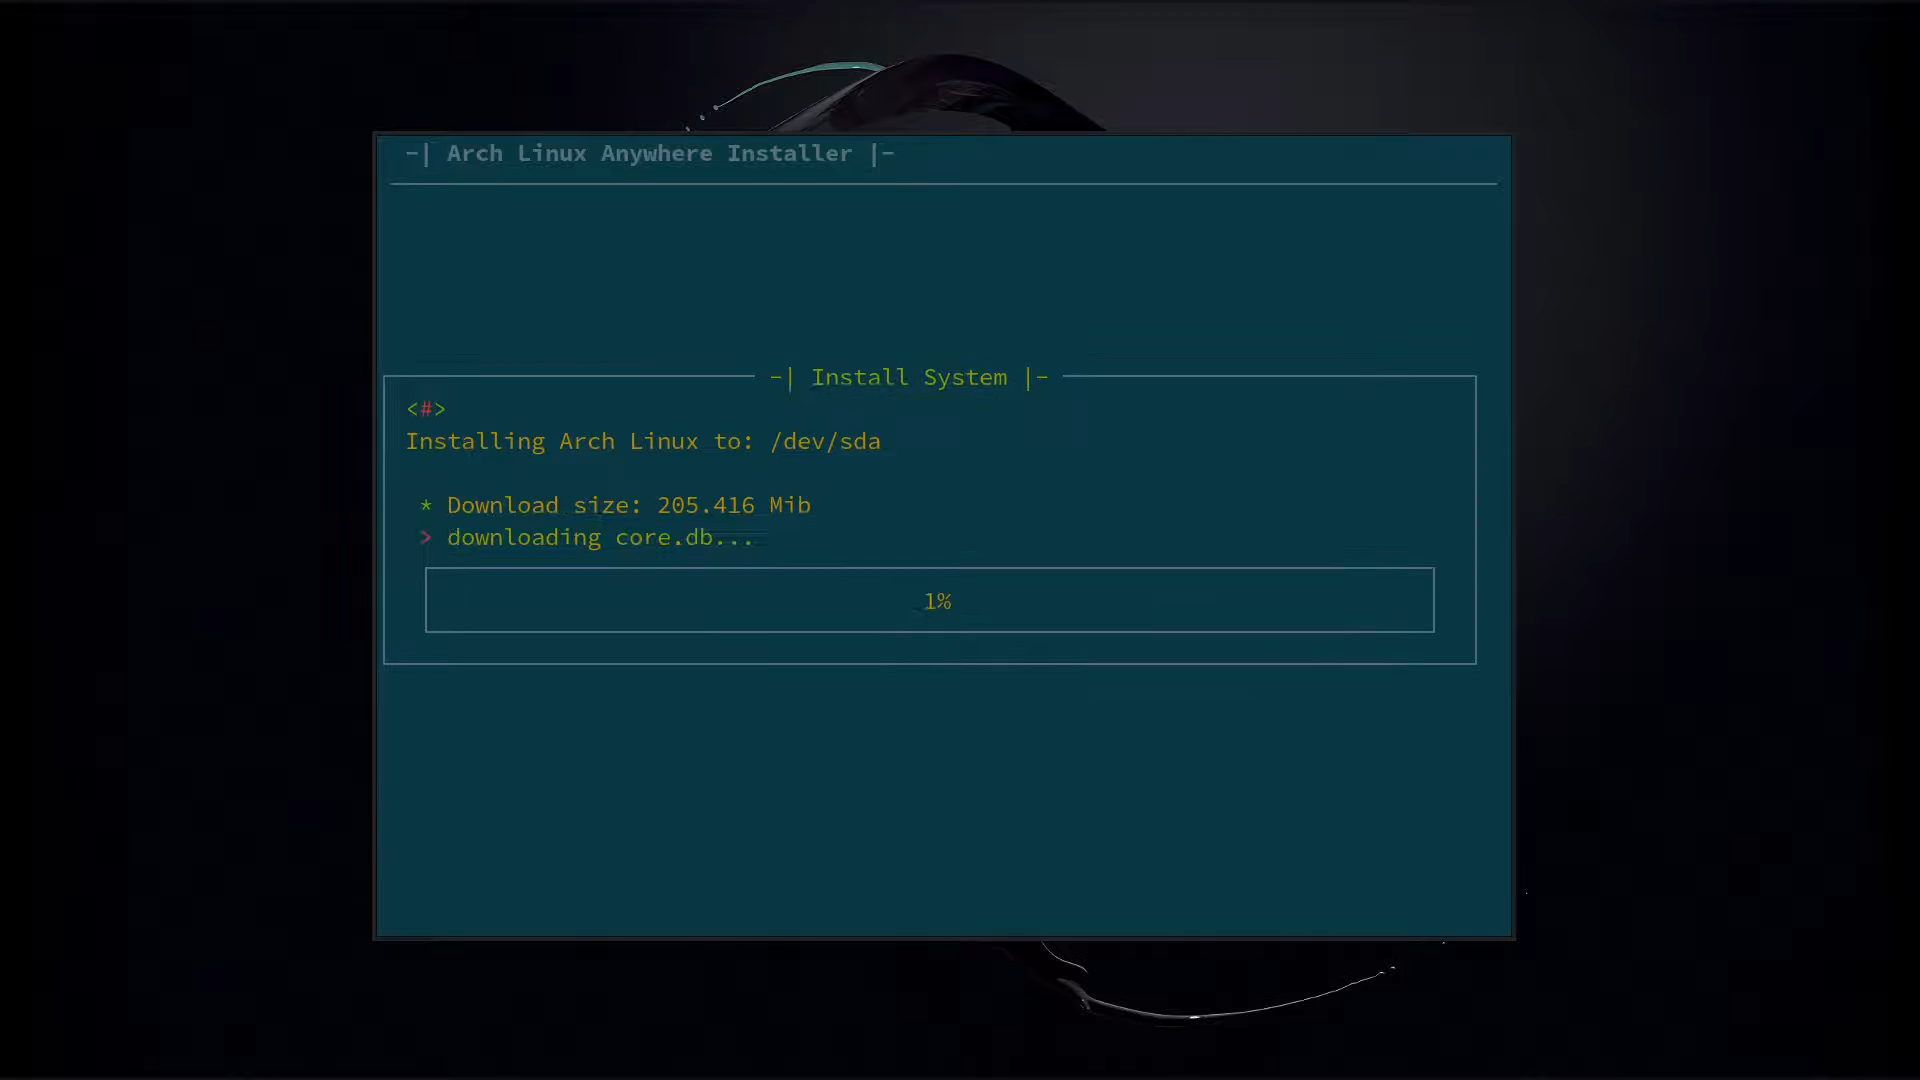 -| Arch Linux Anywhere Installer |-
-| Install System |-
<#>
Installing Arch Linux to: /dev/sda
* Download size: 205.416 Mib
> downloading core.db...
1%